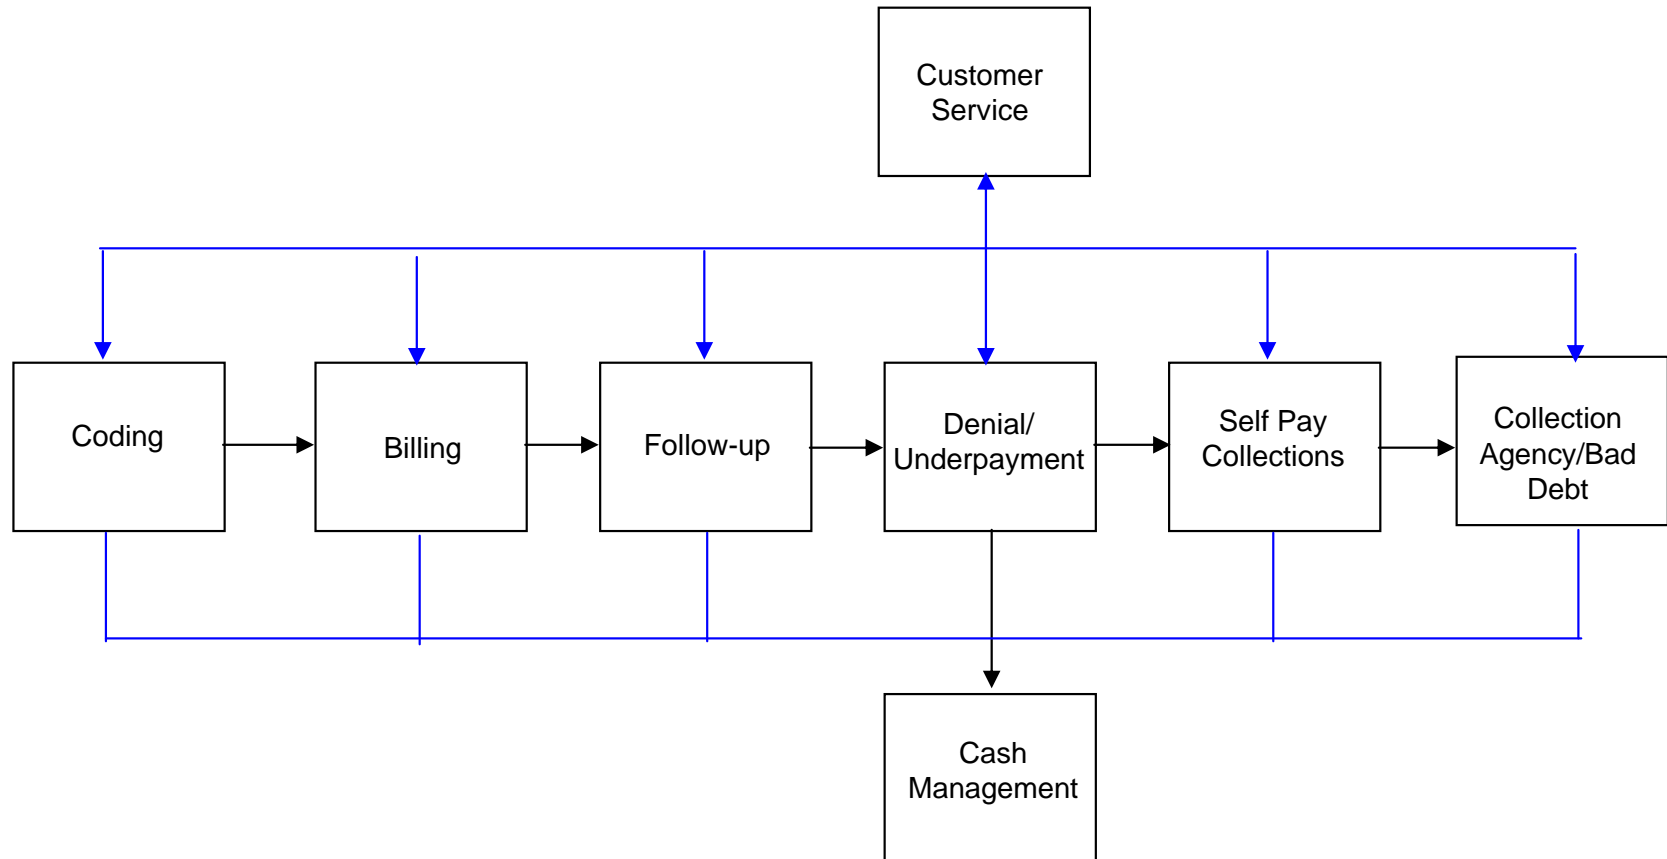 Customer
Service
Coding
Billing
Follow-up
Denial/
Underpayment
Self Pay
Collections
Collection
Agency/Bad
Debt
Cash
Management